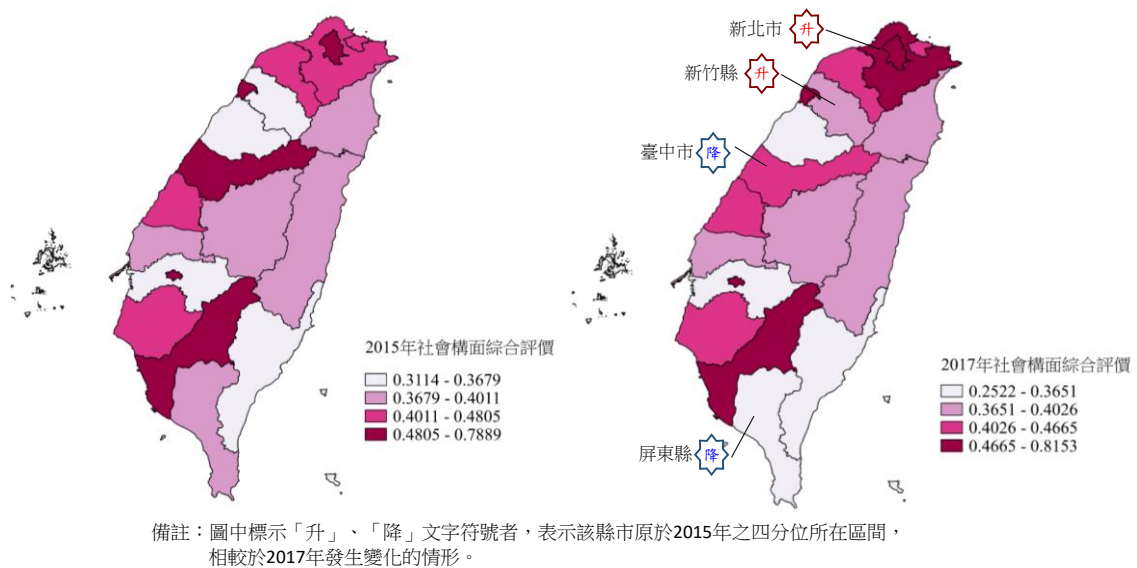 新北市 升
新竹縣 升
臺中市 降
屏東縣 降
2015年社會構面綜合評價
0.3114 - 0.3679
0.3679 - 0.4011
0.4011 - 0.4805
0.4805 - 0.7889
2017年社會構面綜合評價
0.2522 - 0.3651
0.3651 - 0.4026
0.4026 - 0.4665
0.4665 - 0.8153
備註：圖中標示「升」、「降」文字符號者，表示該縣市原於2015年之四分位所在區間，
相較於2017年發生變化的情形。